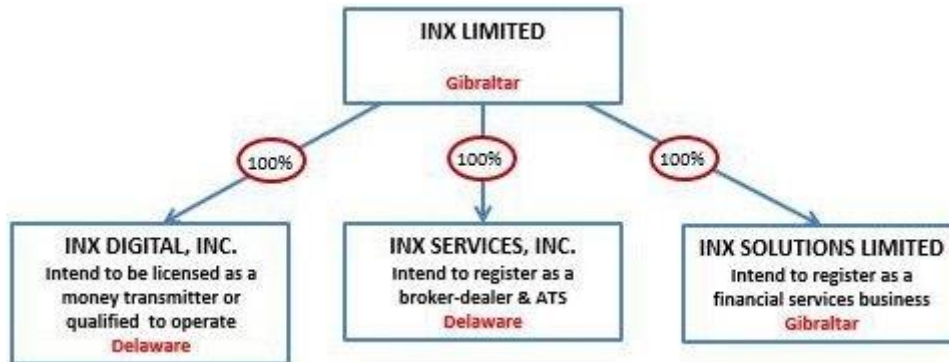 INX LIMITED
Gibraltar
100%
100%
100%
INX DIGITAL, INC.
Intend to be licensed as a
money transmitter or
qualified to operate
Delaware
INX SERVICES, INC.
Intend to register as a
broker-dealer & ATS
Delaware
INX SOLUTIONS LIMITED
Intend to register as a
financial services business
Gibraltar